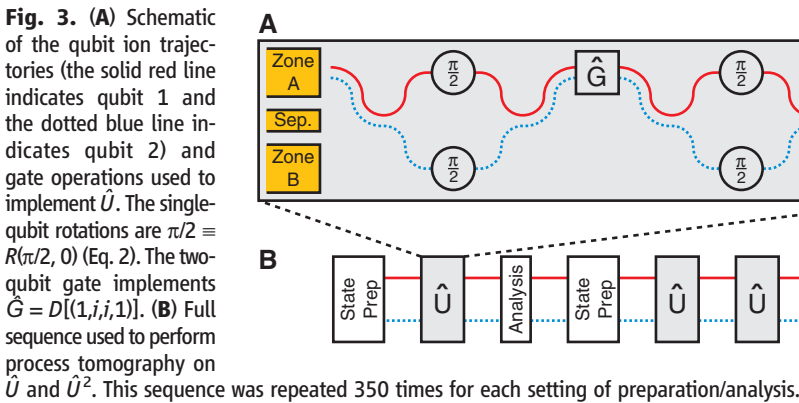 Fig. 3. (A) Schematic
of the qubit ion trajec-
tories (the solid red line
indicates qubit 1 and
the dotted blue line in-
dicates qubit 2) and
gate operations used to
implement Û. The single-
qubit rotations are π/2 ≡
R(π/2, 0) (Eq. 2). The two-
qubit gate implements
Ĝ = D[(1,i,i,1)]. (B) Full
sequence used to perform
process tomography on
Û and Û². This sequence was repeated 350 times for each setting of preparation/analysis.
A
Zone
A
Sep.
Zone
B
π/2
π/2
Ĝ
π/2
π/2
B
State
Prep
Û
Analysis
State
Prep
Û
Û